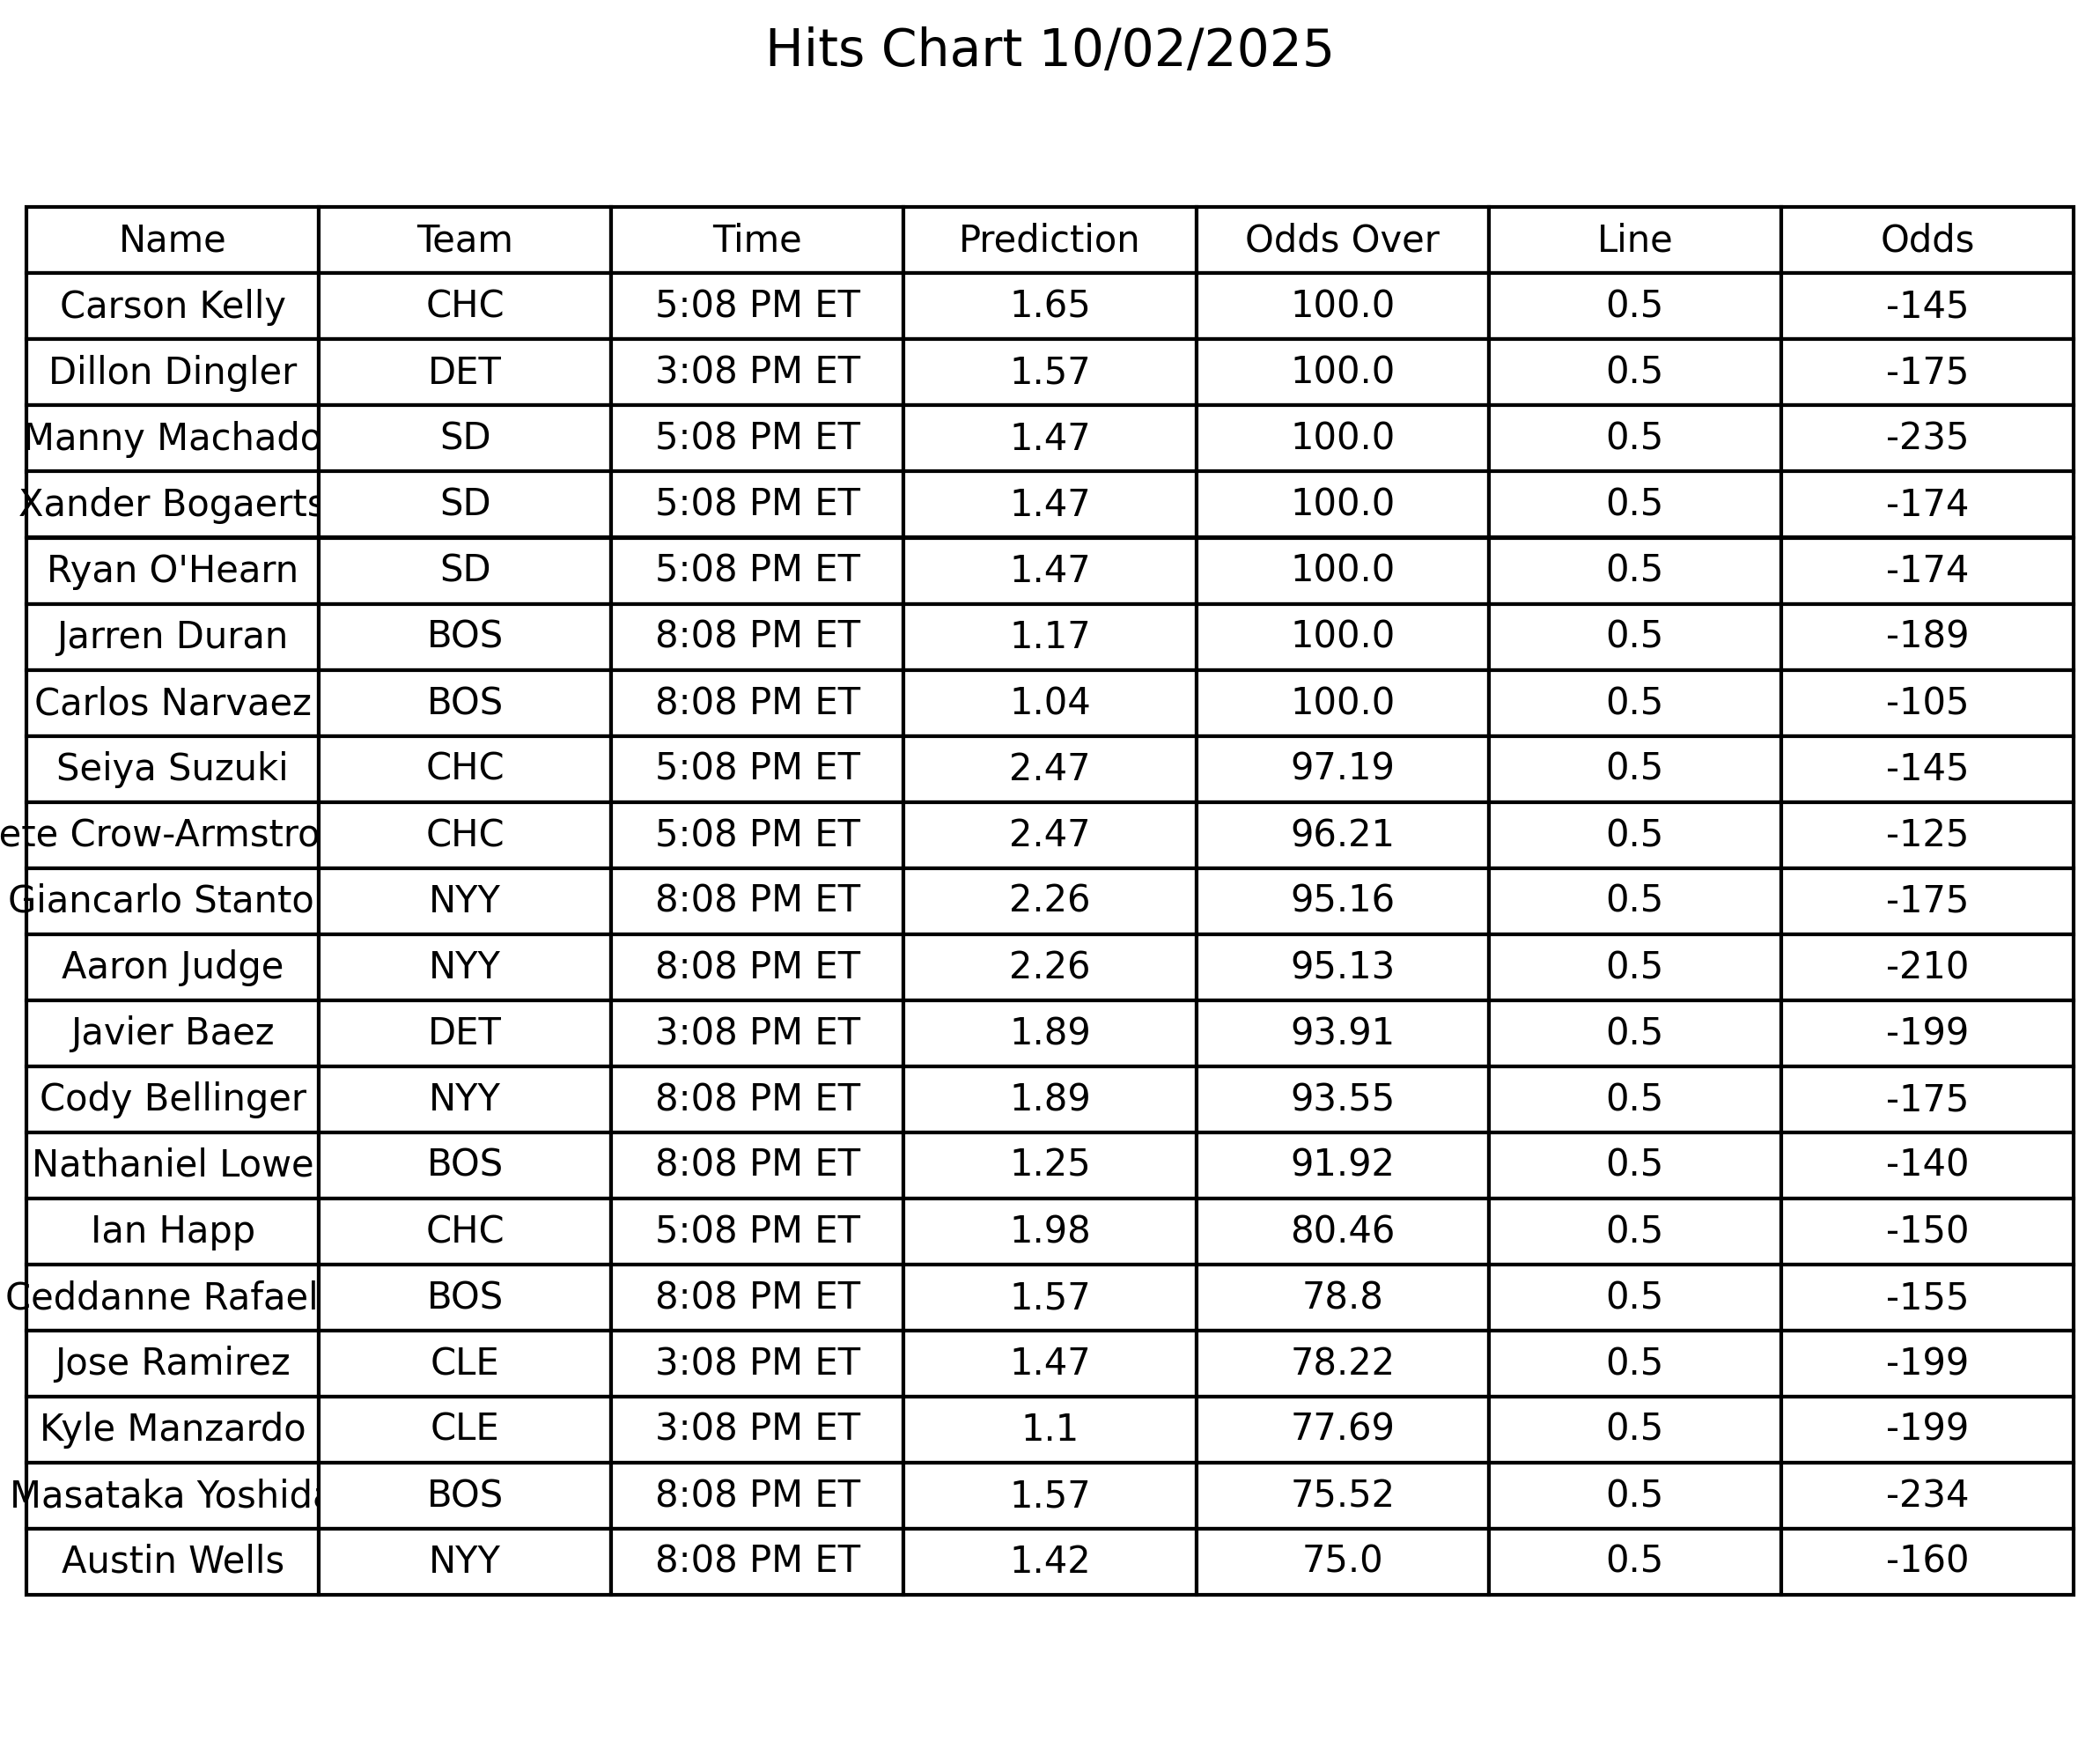 Hits Chart 10/02/2025
Name Team Time Prediction Odds Over Line Odds
Carson Kelly CHC 5:08 PM ET 1.65 100.0 0.5 -145
Dillon Dingler DET 3:08 PM ET 1.57 100.0 0.5 -175
Manny Machado SD 5:08 PM ET 1.47 100.0 0.5 -235
Xander Bogaerts SD 5:08 PM ET 1.47 100.0 0.5 -174
Ryan O'Hearn SD 5:08 PM ET 1.47 100.0 0.5 -174
Jarren Duran BOS 8:08 PM ET 1.17 100.0 0.5 -189
Carlos Narvaez BOS 8:08 PM ET 1.04 100.0 0.5 -105
Seiya Suzuki CHC 5:08 PM ET 2.47 97.19 0.5 -145
ete Crow-Armstro CHC 5:08 PM ET 2.47 96.21 0.5 -125
Giancarlo Stanto NYY 8:08 PM ET 2.26 95.16 0.5 -175
Aaron Judge NYY 8:08 PM ET 2.26 95.13 0.5 -210
Javier Baez DET 3:08 PM ET 1.89 93.91 0.5 -199
Cody Bellinger NYY 8:08 PM ET 1.89 93.55 0.5 -175
Nathaniel Lowe BOS 8:08 PM ET 1.25 91.92 0.5 -140
Ian Happ CHC 5:08 PM ET 1.98 80.46 0.5 -150
Ceddanne Rafael BOS 8:08 PM ET 1.57 78.8 0.5 -155
Jose Ramirez CLE 3:08 PM ET 1.47 78.22 0.5 -199
Kyle Manzardo CLE 3:08 PM ET 1.1 77.69 0.5 -199
Masataka Yoshida BOS 8:08 PM ET 1.57 75.52 0.5 -234
Austin Wells NYY 8:08 PM ET 1.42 75.0 0.5 -160